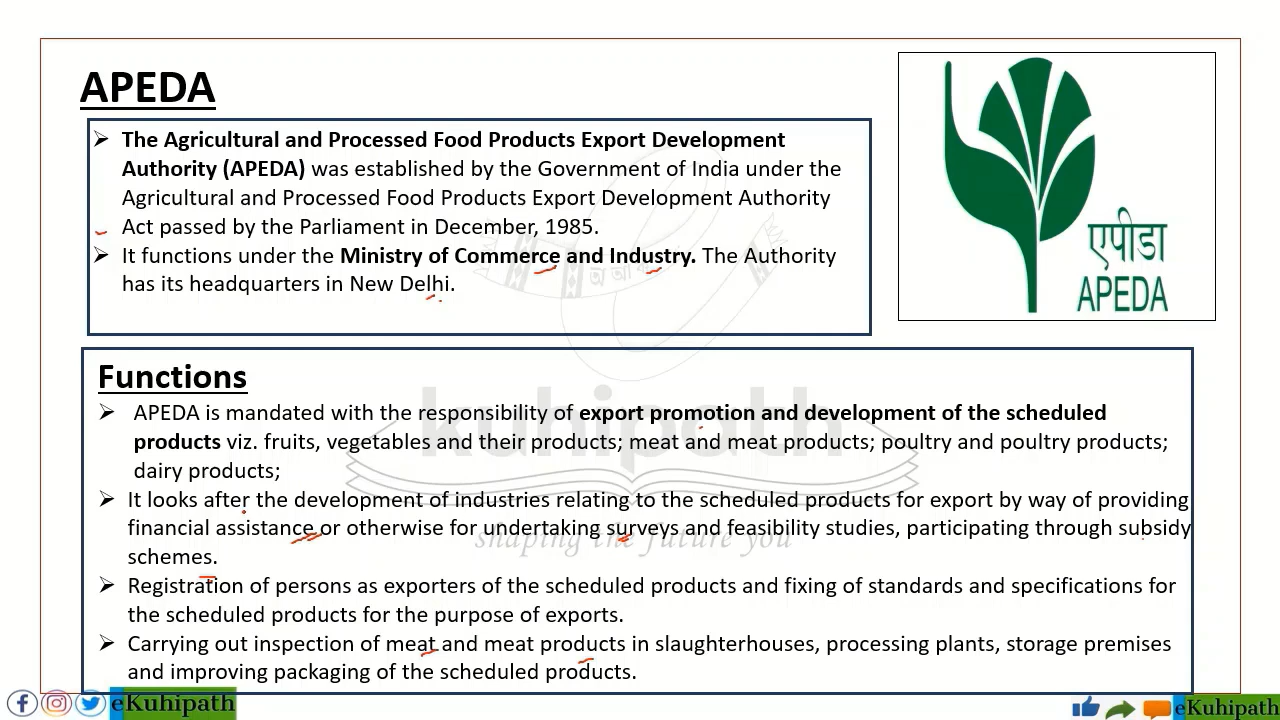 APEDA
➢ The Agricultural and Processed Food Products Export Development
Authority (APEDA) was established by the Government of India under the
Agricultural and Processed Food Products Export Development Authority
Act passed by the Parliament in December, 1985.
➢ It functions under the Ministry of Commerce and Industry. The Authority
has its headquarters in New Delhi.
एपीडा
APEDA
Functions
➢ APEDA is mandated with the responsibility of export promotion and development of the scheduled
products viz. fruits, vegetables and their products; meat and meat products; poultry and poultry products;
dairy products;
➢ It looks after the development of industries relating to the scheduled products for export by way of providing
financial assistance or otherwise for undertaking surveys and feasibility studies, participating through subsidy
schemes.
➢ Registration of persons as exporters of the scheduled products and fixing of standards and specifications for
the scheduled products for the purpose of exports.
➢ Carrying out inspection of meat and meat products in slaughterhouses, processing plants, storage premises
and improving packaging of the scheduled products.
kuhipath
shaping the future you
eKuhipath
eKuhipath